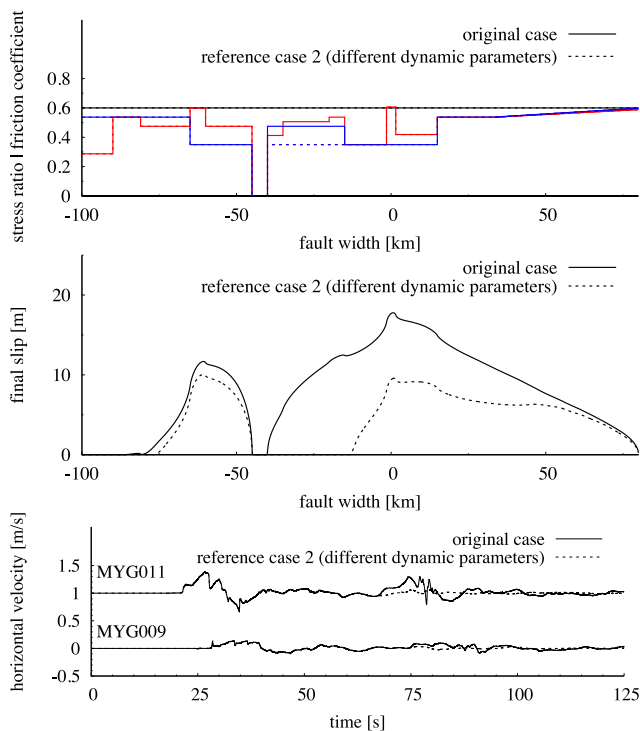 original case
reference case 2 (different dynamic parameters)
stress ratio | friction coefficient
0.8
0.6
0.4
0.2
0
-100
-50
0
50
fault width [km]
original case
reference case 2 (different dynamic parameters)
final slip [m]
20
10
0
-100
-50
0
50
fault width [km]
original case
reference case 2 (different dynamic parameters)
horizontal velocity [m/s]
MYG011
MYG009
1.5
1
0.5
0
-0.5
0
25
50
75
100
125
time [s]